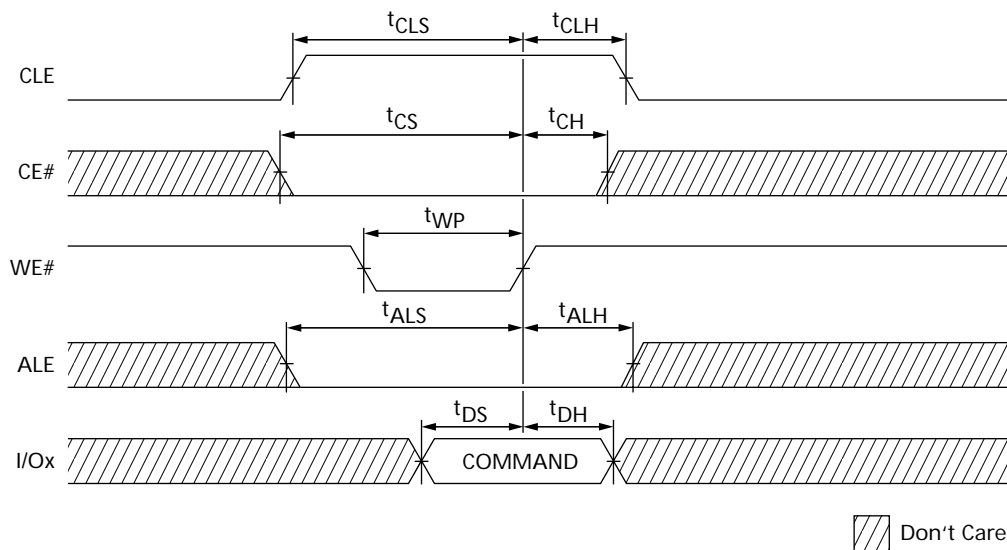 tCLS tCLH
CLE
tCS tCH
CE#
tWP
WE#
tALS tALH
ALE
tDS tDH
I/Ox COMMAND
Don't Care